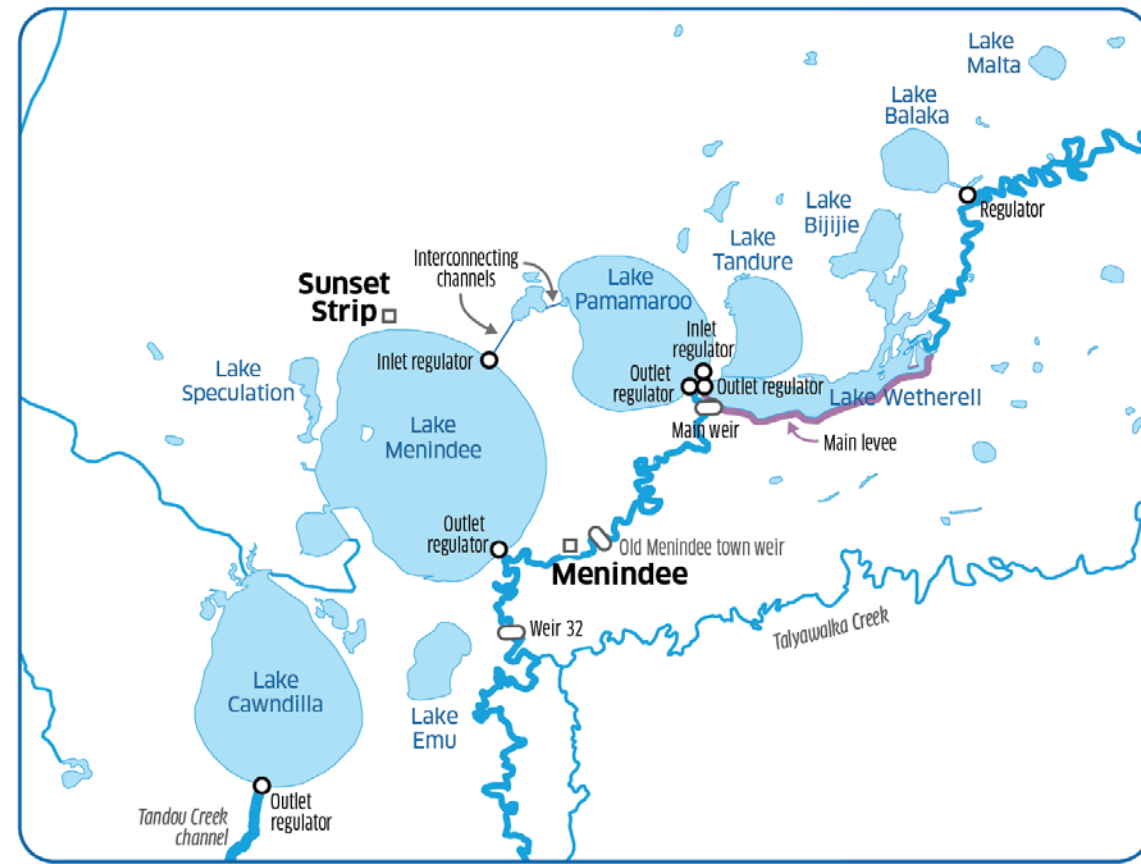 Lake
Malta
Lake
Balaka
Regulator
Lake
Bijijie
Lake
Tandure
Interconnecting
channels
Lake
Pamamaroo
Sunset
Strip
Inlet regulator
Inlet
regulator
Outlet
regulator
Outlet regulator
Lake Wetherell
Main weir
Main levee
Lake
Speculation
Lake
Menindee
Outlet
regulator
Old Menindee town weir
Menindee
Weir 32
Talyawalka Creek
Lake
Cawndilla
Lake
Emu
Outlet
regulator
Tandou Creek
channel